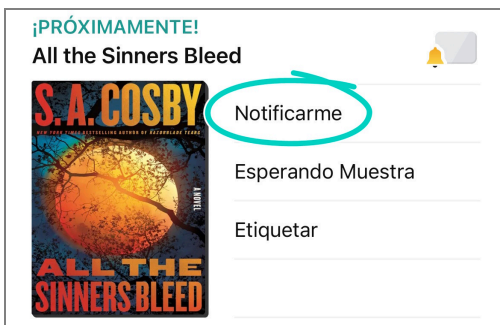 ¡PRÓXIMAMENTE!
All the Sinners Bleed
S. A. COSBY
NEW YORK TIMES BESTSELLING AUTHOR OF RAZORBLADE TEARS
A NOVEL
ALL THE
SINNERS BLEED
Notificarme
Esperando Muestra
Etiquetar